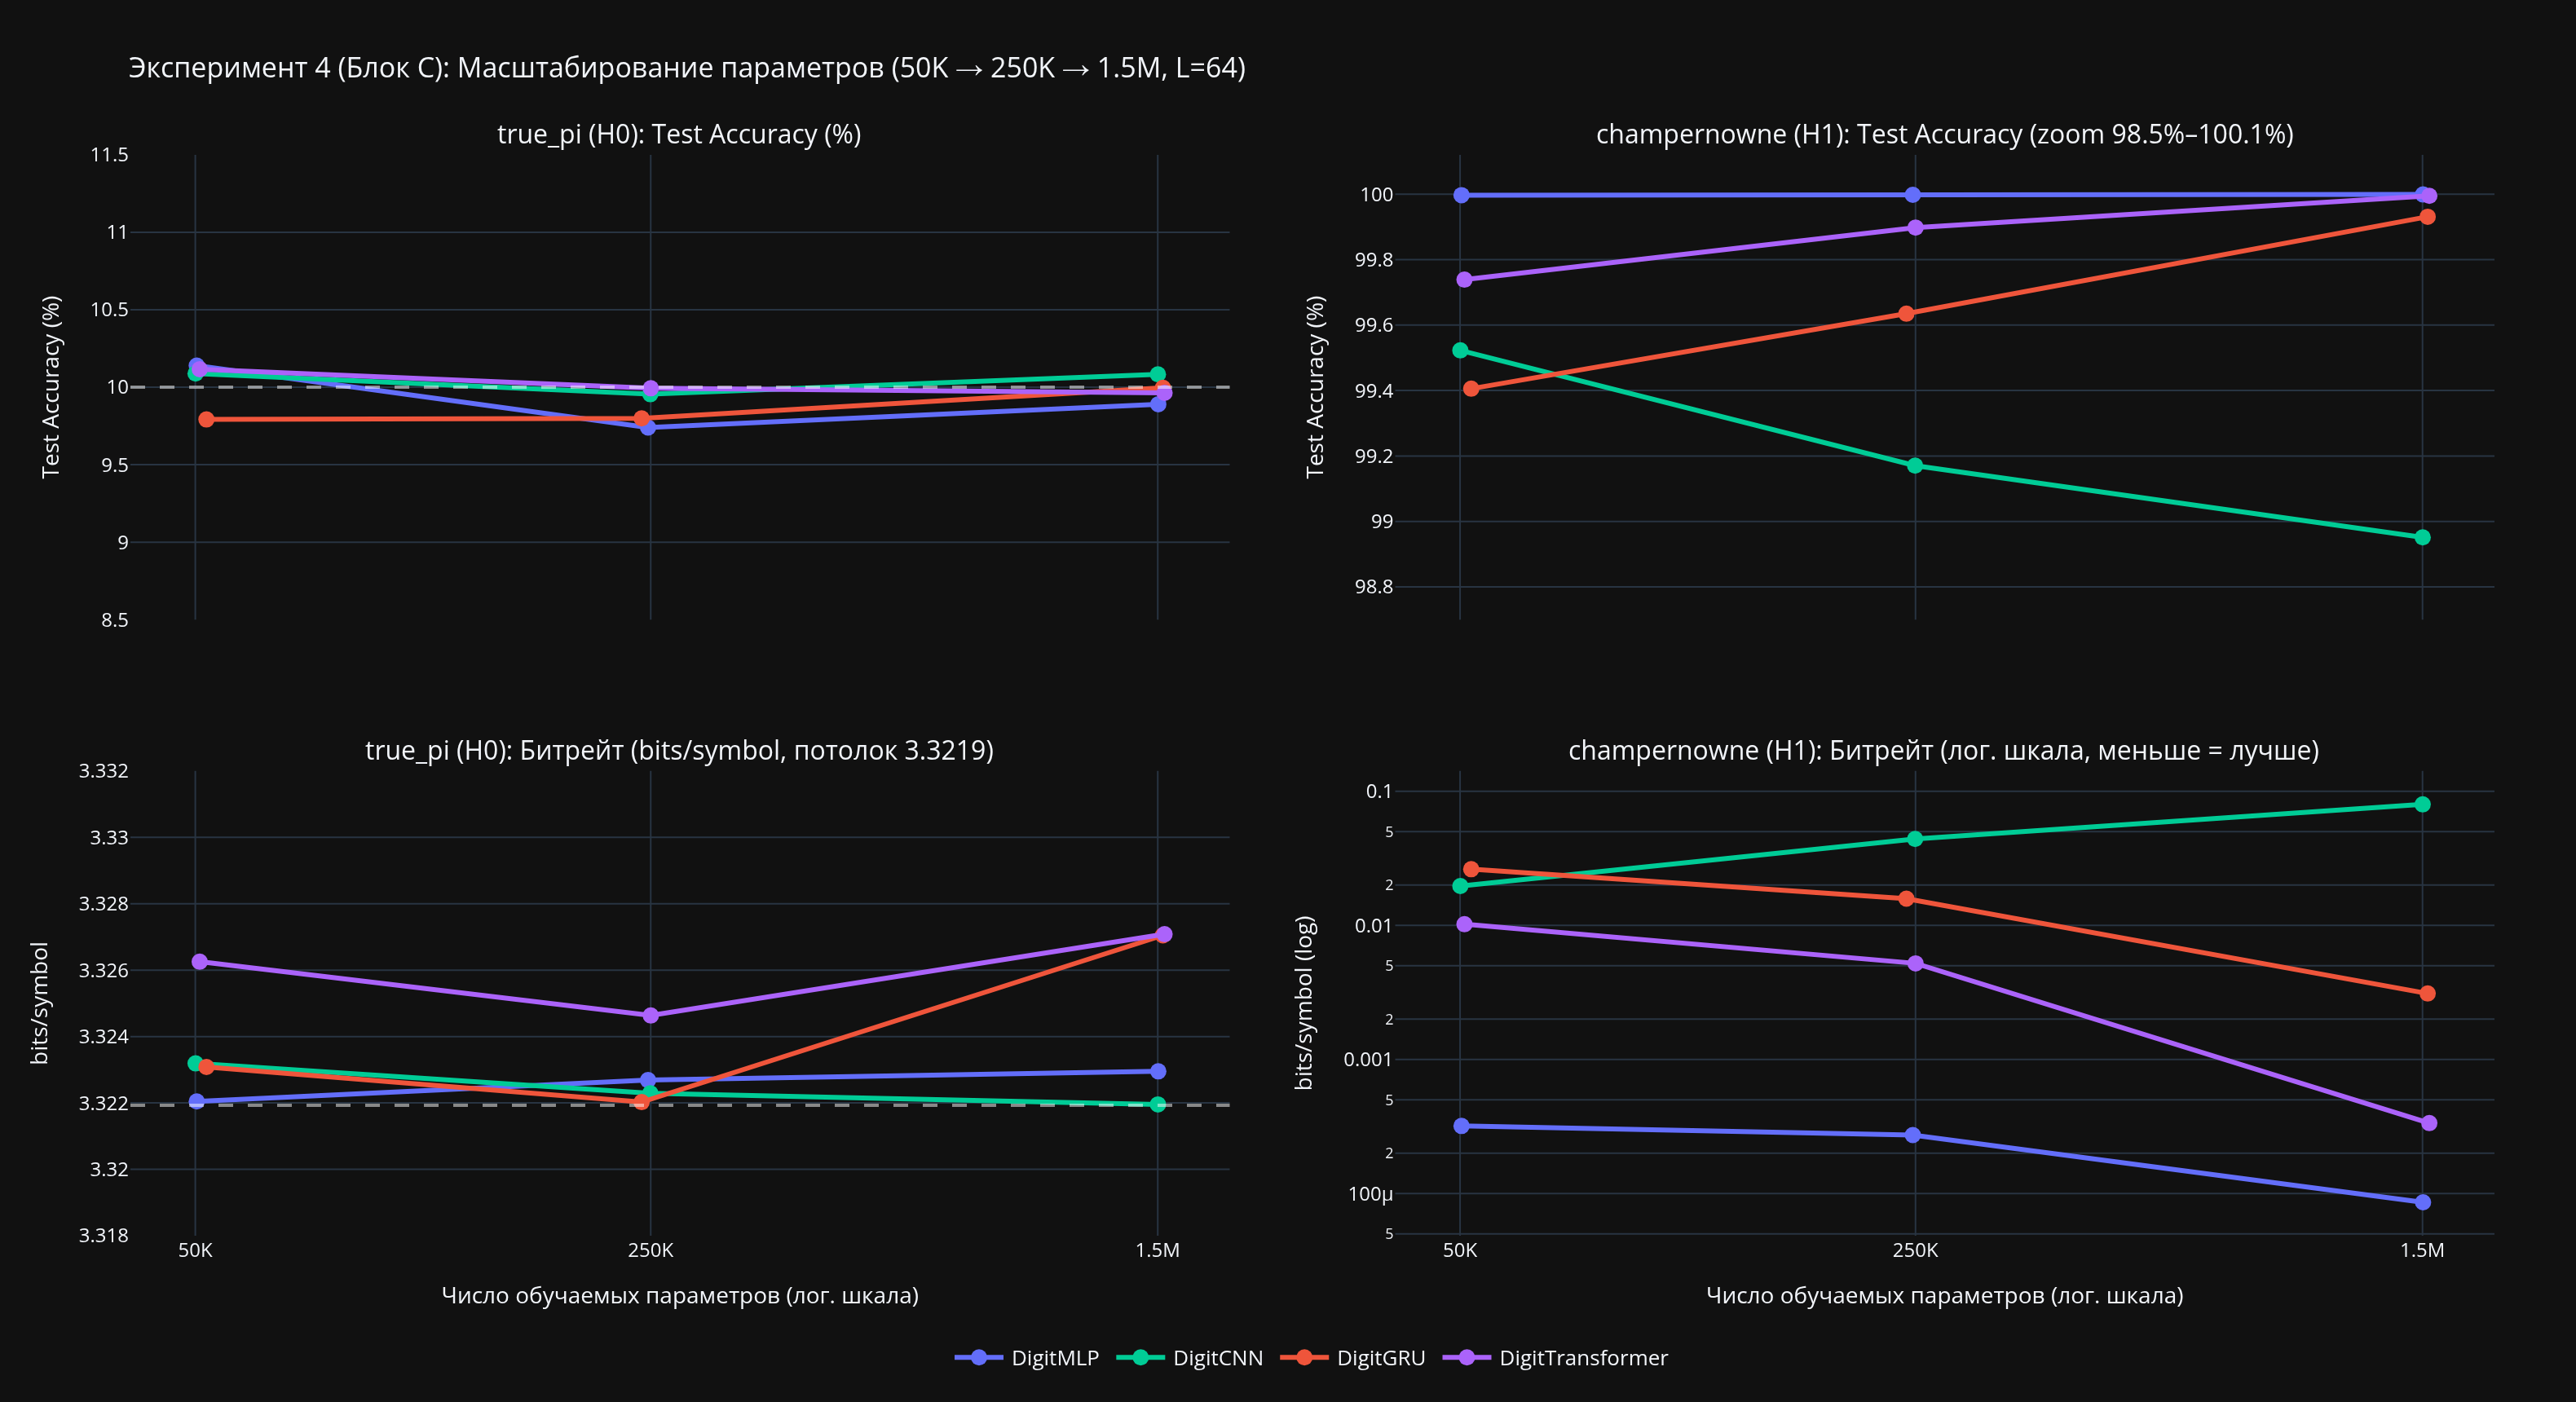 Эксперимент 4 (Блок C): Масштабирование параметров (50K → 250K → 1.5M, L=64)
true_pi (H0): Test Accuracy (%)
11.5
11
10.5
10
9.5
9
8.5
Test Accuracy (%)
champernowne (H1): Test Accuracy (zoom 98.5%–100.1%)
100
99.8
99.6
99.4
99.2
99
98.8
Test Accuracy (%)
true_pi (H0): Битрейт (bits/symbol, потолок 3.3219)
3.332
3.33
3.328
3.326
3.324
3.322
3.32
3.318
bits/symbol
50K 250K 1.5M
Число обучаемых параметров (лог. шкала)
champernowne (H1): Битрейт (лог. шкала, меньше = лучше)
0.1
5
2
0.01
5
2
0.001
5
2
100μ
5
bits/symbol (log)
50K 250K 1.5M
Число обучаемых параметров (лог. шкала)
DigitMLP DigitCNN DigitGRU DigitTransformer